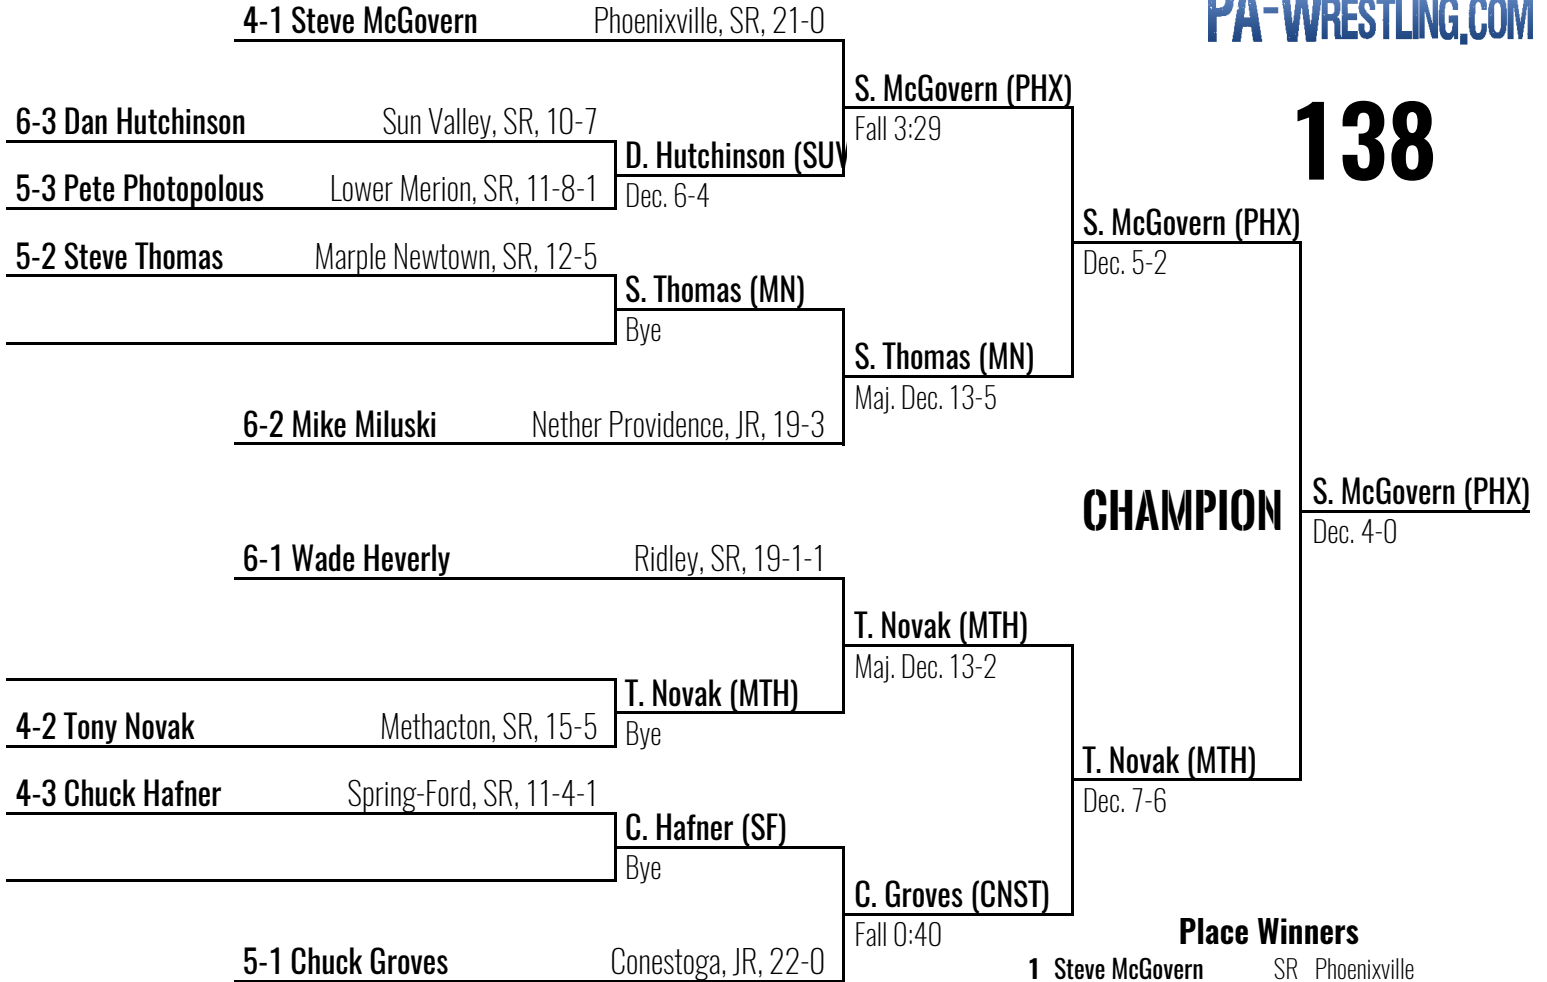 PA-WRESTLING.COM
138
4-1 Steve McGovern Phoenixville, SR, 21-0
S. McGovern (PHX)
Fall 3:29
6-3 Dan Hutchinson Sun Valley, SR, 10-7
D. Hutchinson (SUV
Dec. 6-4
5-3 Pete Photopolous Lower Merion, SR, 11-8-1
S. McGovern (PHX)
Dec. 5-2
5-2 Steve Thomas Marple Newtown, SR, 12-5
S. Thomas (MN)
Bye
S. Thomas (MN)
Maj. Dec. 13-5
6-2 Mike Miluski Nether Providence, JR, 19-3
CHAMPION
S. McGovern (PHX)
Dec. 4-0
6-1 Wade Heverly Ridley, SR, 19-1-1
T. Novak (MTH)
Maj. Dec. 13-2
T. Novak (MTH)
Bye
4-2 Tony Novak Methacton, SR, 15-5
T. Novak (MTH)
Dec. 7-6
4-3 Chuck Hafner Spring-Ford, SR, 11-4-1
C. Hafner (SF)
Bye
C. Groves (CNST)
Fall 0:40
5-1 Chuck Groves Conestoga, JR, 22-0
Place Winners
1 Steve McGovern SR Phoenixville